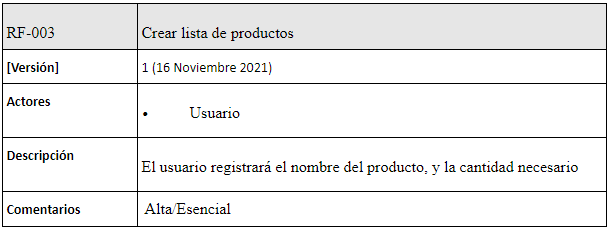 RF-003 Crear lista de productos
[Versión] 1 (16 Noviembre 2021)
Actores • Usuario
Descripción El usuario registrará el nombre del producto, y la cantidad necesario
Comentarios Alta/Esencial